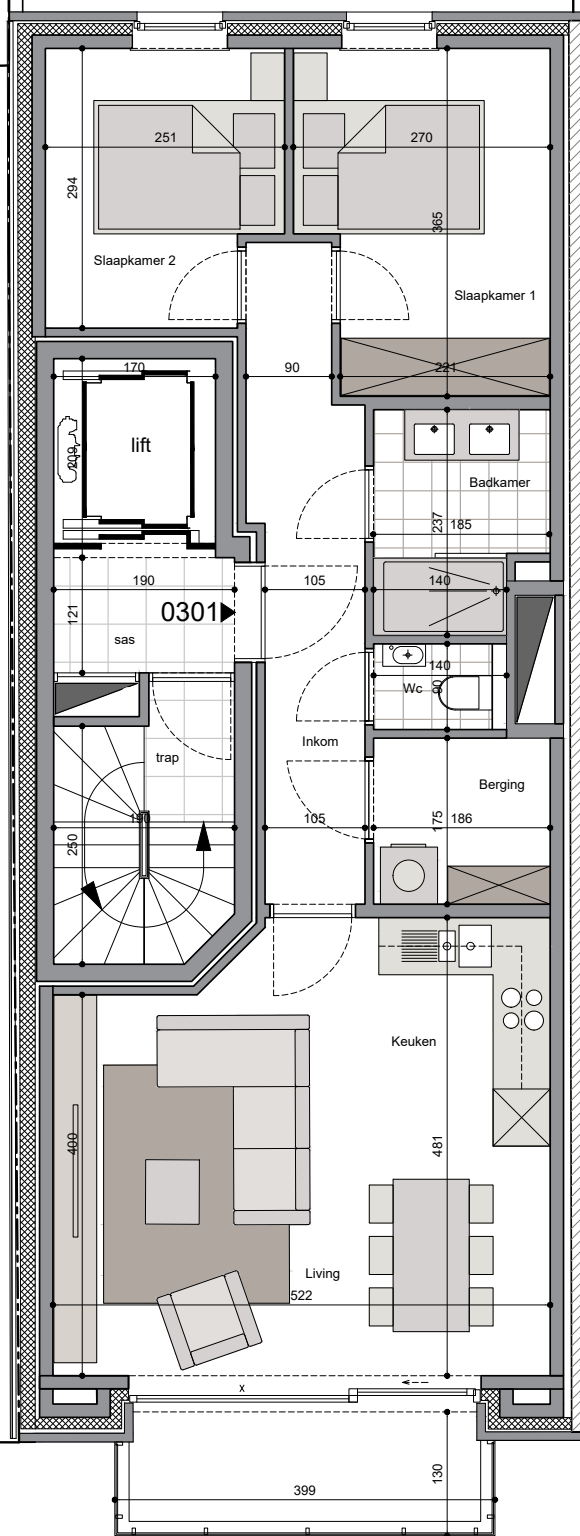 251
270
294
365
Slaapkamer 2
Slaapkamer 1
170
90
221
lift
209
Badkamer
237
185
190
105
140
121
0301
sas
140
90
Wc
Inkom
trap
Berging
190
105
175
186
250
Keuken
400
481
Living
522
x
130
399